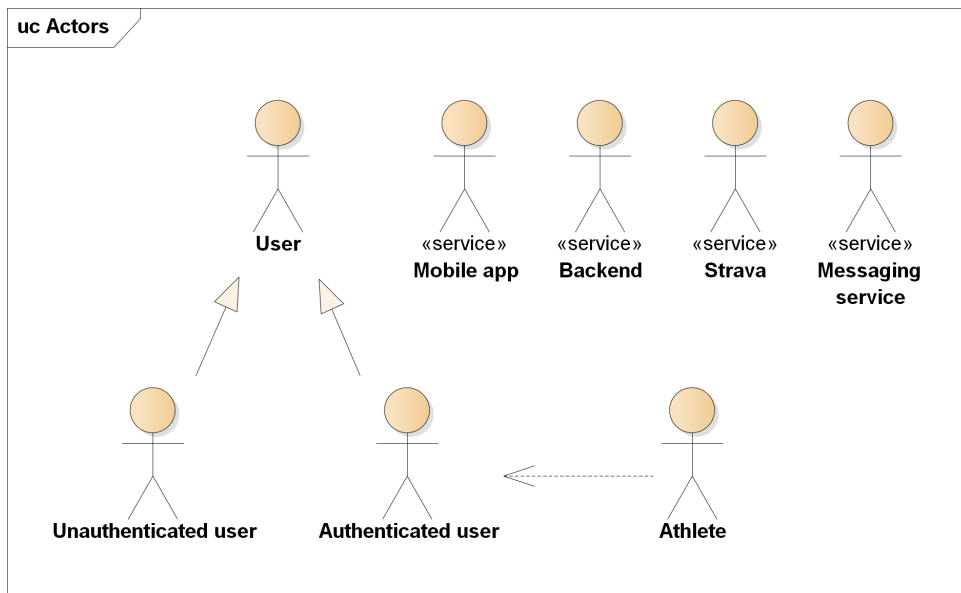 uc Actors
User
«service»
Mobile app
«service»
Backend
«service»
Strava
«service»
Messaging
service
Unauthenticated user
Authenticated user
Athlete